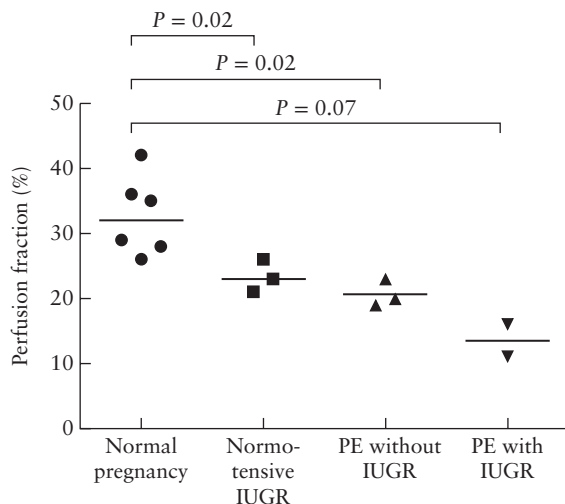 P = 0.02
P = 0.02
P = 0.07
Perfusion fraction (%)
50
40
30
20
10
0
Normal
pregnancy
Normo-
tensive
IUGR
PE without
IUGR
PE with
IUGR